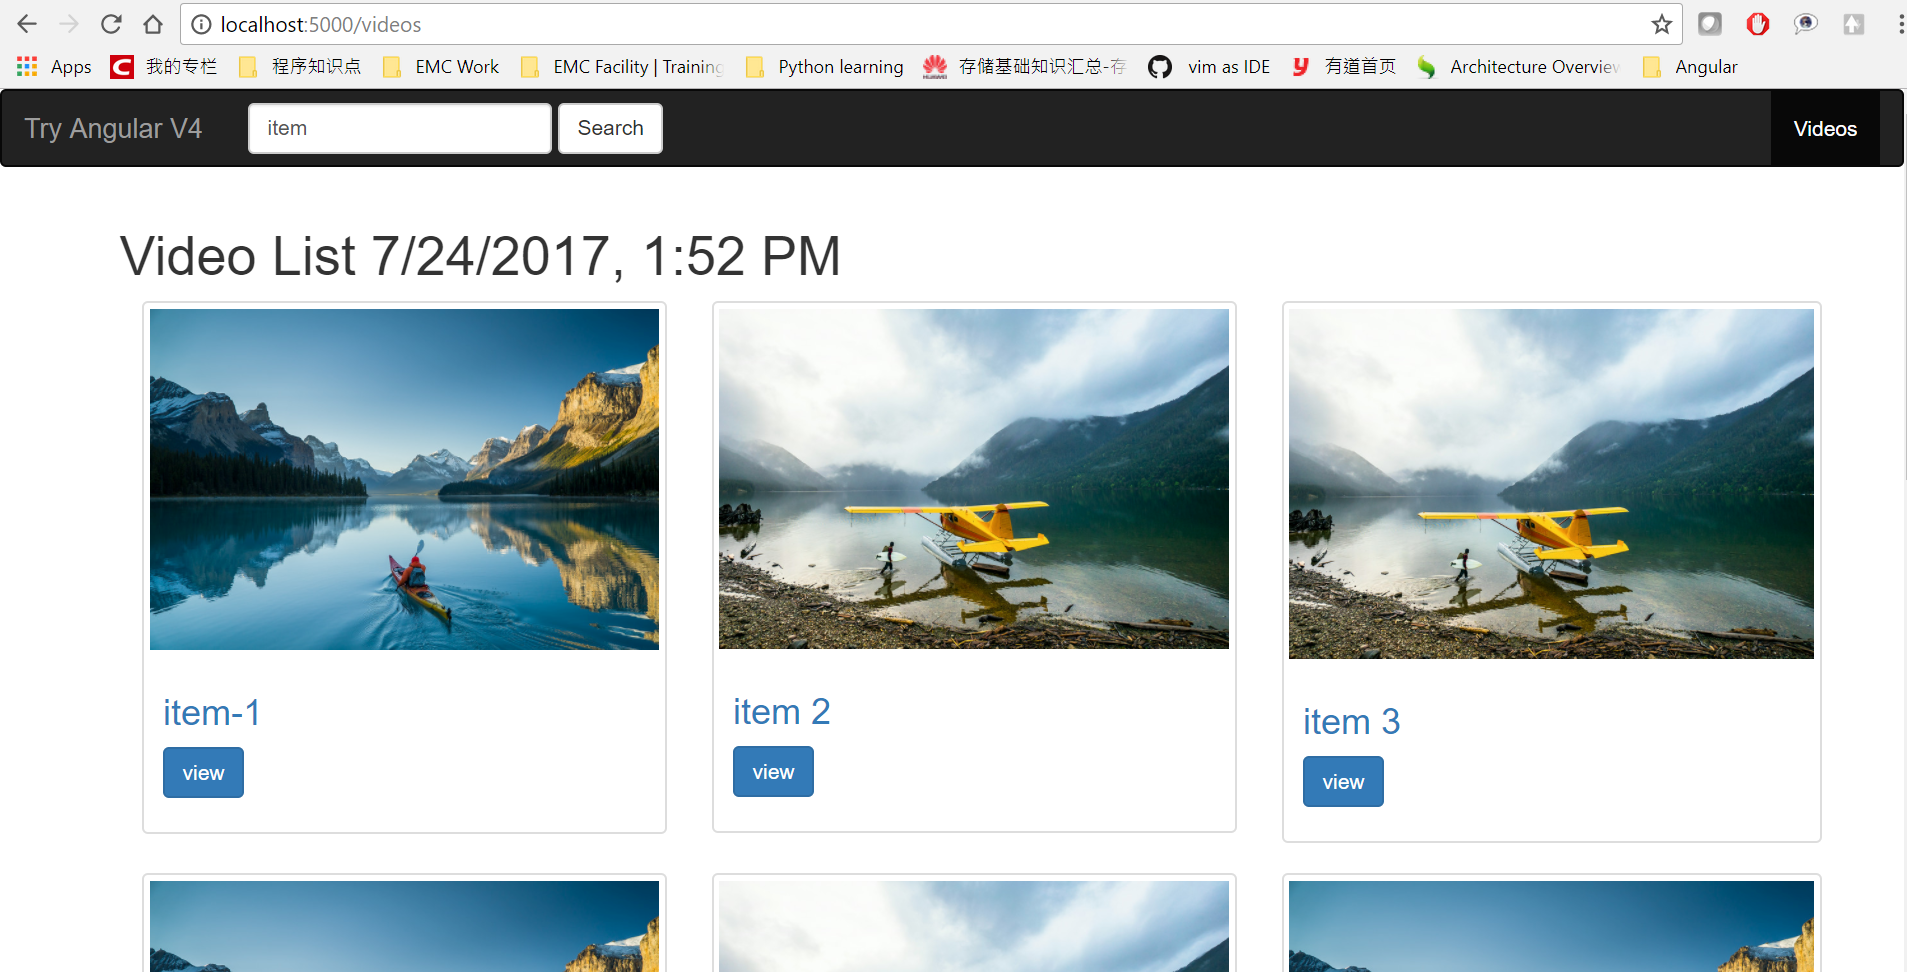 localhost:5000/videos
Apps 我的专栏 程序知识点 EMC Work EMC Facility | Training Python learning 存储基础知识汇总-存 vim as IDE 有道首页 Architecture Overview Angular
Try Angular V4 item Search Videos
Video List 7/24/2017, 1:52 PM
item-1
view
item 2
view
item 3
view